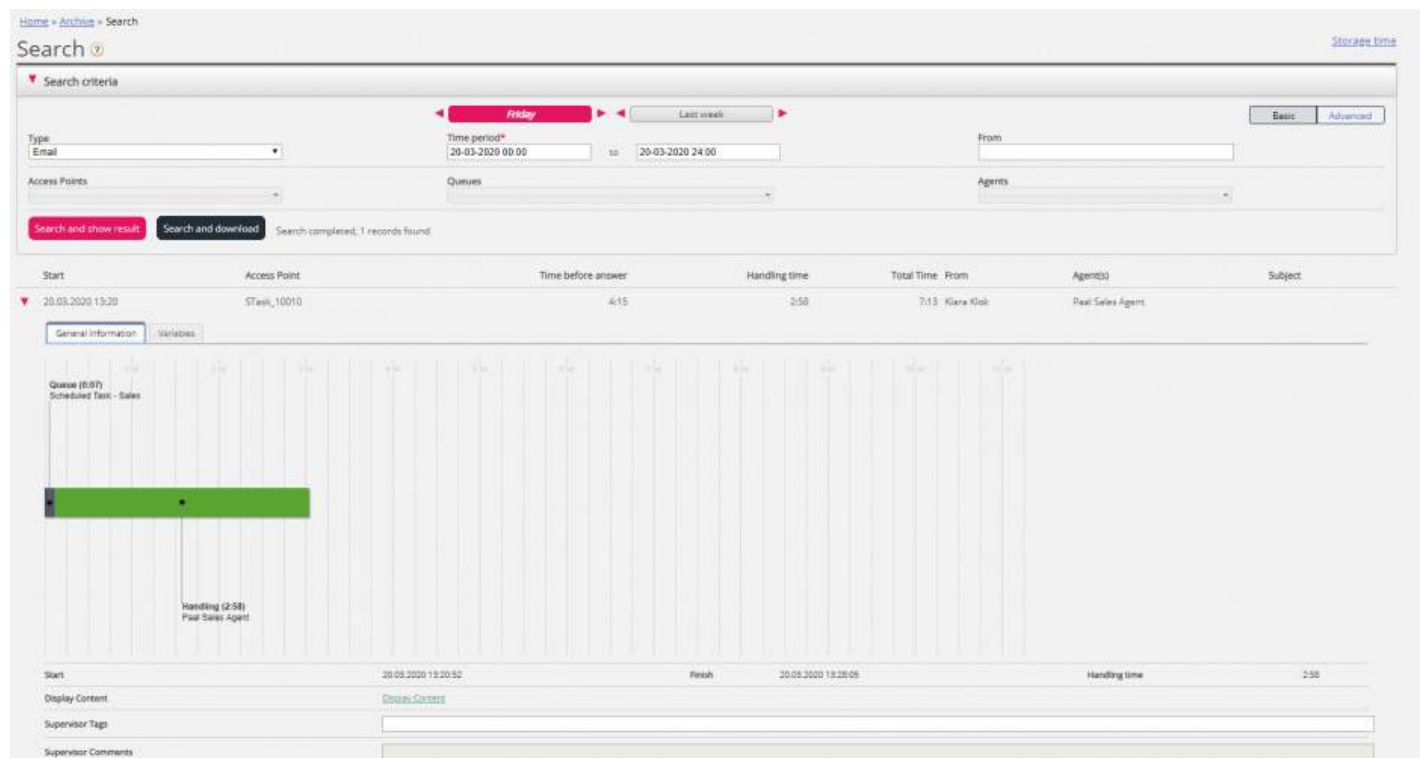 Home » Archive » Search
Search ?
Storage time
Search criteria
Friday Last week
Basic Advanced
Type Time period* From
Email 20-03-2020 00:00 to 20-03-2020 24:00
Access Points Queues Agents
Search and show result Search and download Search completed, 1 records found
Start Access Point Time before answer Handling time Total Time From Agent(s) Subject
20.03.2020 13:20 STask_10010 4:15 2:58 7:13 Klara Klok Paal Sales Agent
General Information Variables
Queue (0:07)
Scheduled Task - Sales
Handling (2:58)
Paal Sales Agent
Start 20.03.2020 13:20:52 Finish 20.03.2020 13:28:05 Handling time 2:58
Display Content Display Content
Supervisor Tags
Supervisor Comments